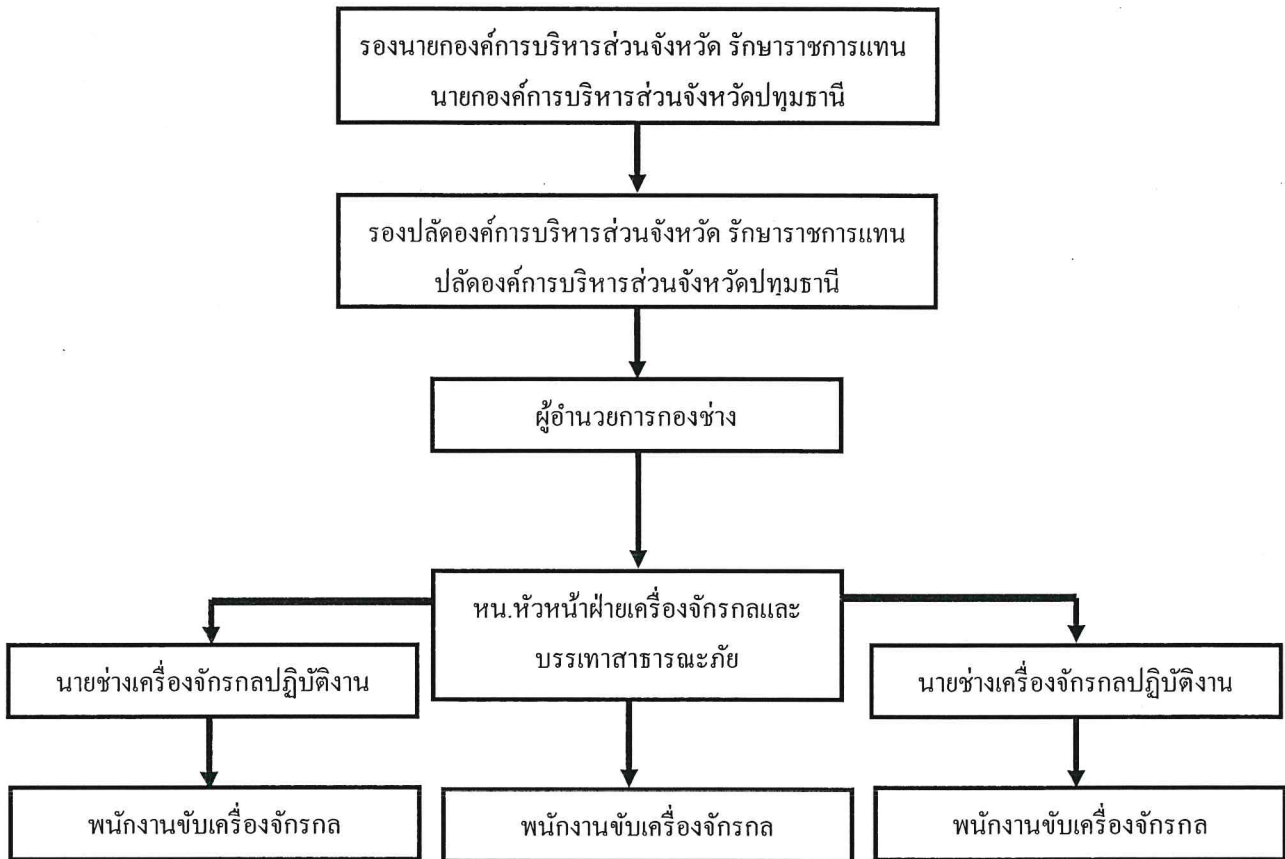 รองนายกองค์การบริหารส่วนจังหวัด รักษาราชการแทน
นายกองค์การบริหารส่วนจังหวัดปทุมธานี
รองปลัดองค์การบริหารส่วนจังหวัด รักษาราชการแทน
ปลัดองค์การบริหารส่วนจังหวัดปทุมธานี
ผู้อำนวยการกองช่าง
หน.หัวหน้าฝ่ายเครื่องจักรกลและ
บรรเทาสาธารณะภัย
นายช่างเครื่องจักรกลปฏิบัติงาน
นายช่างเครื่องจักรกลปฏิบัติงาน
พนักงานขับเครื่องจักรกล
พนักงานขับเครื่องจักรกล
พนักงานขับเครื่องจักรกล